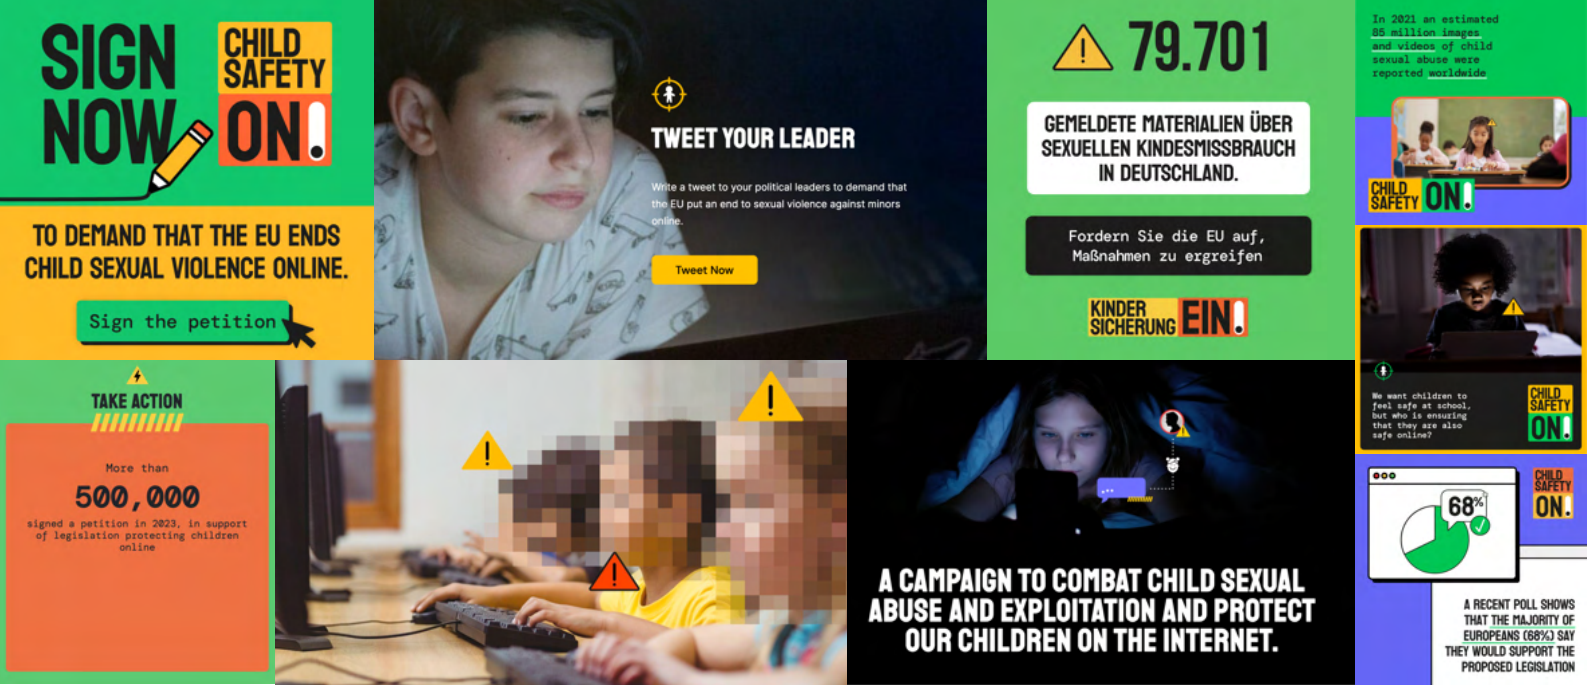 SIGN
NOW
CHILD
SAFETY
ON!
TO DEMAND THAT THE EU ENDS
CHILD SEXUAL VIOLENCE ONLINE.
Sign the petition
TWEET YOUR LEADER
Write a tweet to your political leaders to demand that
the EU put an end to sexual violence against minors
online.
Tweet Now
79.701
GEMELDETE MATERIALIEN ÜBER
SEXUELLEN KINDESMISSBRAUCH
IN DEUTSCHLAND.
Fordern Sie die EU auf,
Maßnahmen zu ergreifen
KINDER
SICHERUNG
EIN!
In 2021 an estimated
85 million images
and videos of child
sexual abuse were
reported worldwide
CHILD
SAFETY
ON!
We want children to
feel safe at school,
but who is ensuring
that they are also
safe online?
CHILD
SAFETY
ON!
TAKE ACTION
More than
500,000
signed a petition in 2023, in support
of legislation protecting children
online
A CAMPAIGN TO COMBAT CHILD SEXUAL
ABUSE AND EXPLOITATION AND PROTECT
OUR CHILDREN ON THE INTERNET.
68%
CHILD
SAFETY
ON!
A RECENT POLL SHOWS
THAT THE MAJORITY OF
EUROPEANS (68%) SAY
THEY WOULD SUPPORT THE
PROPOSED LEGISLATION